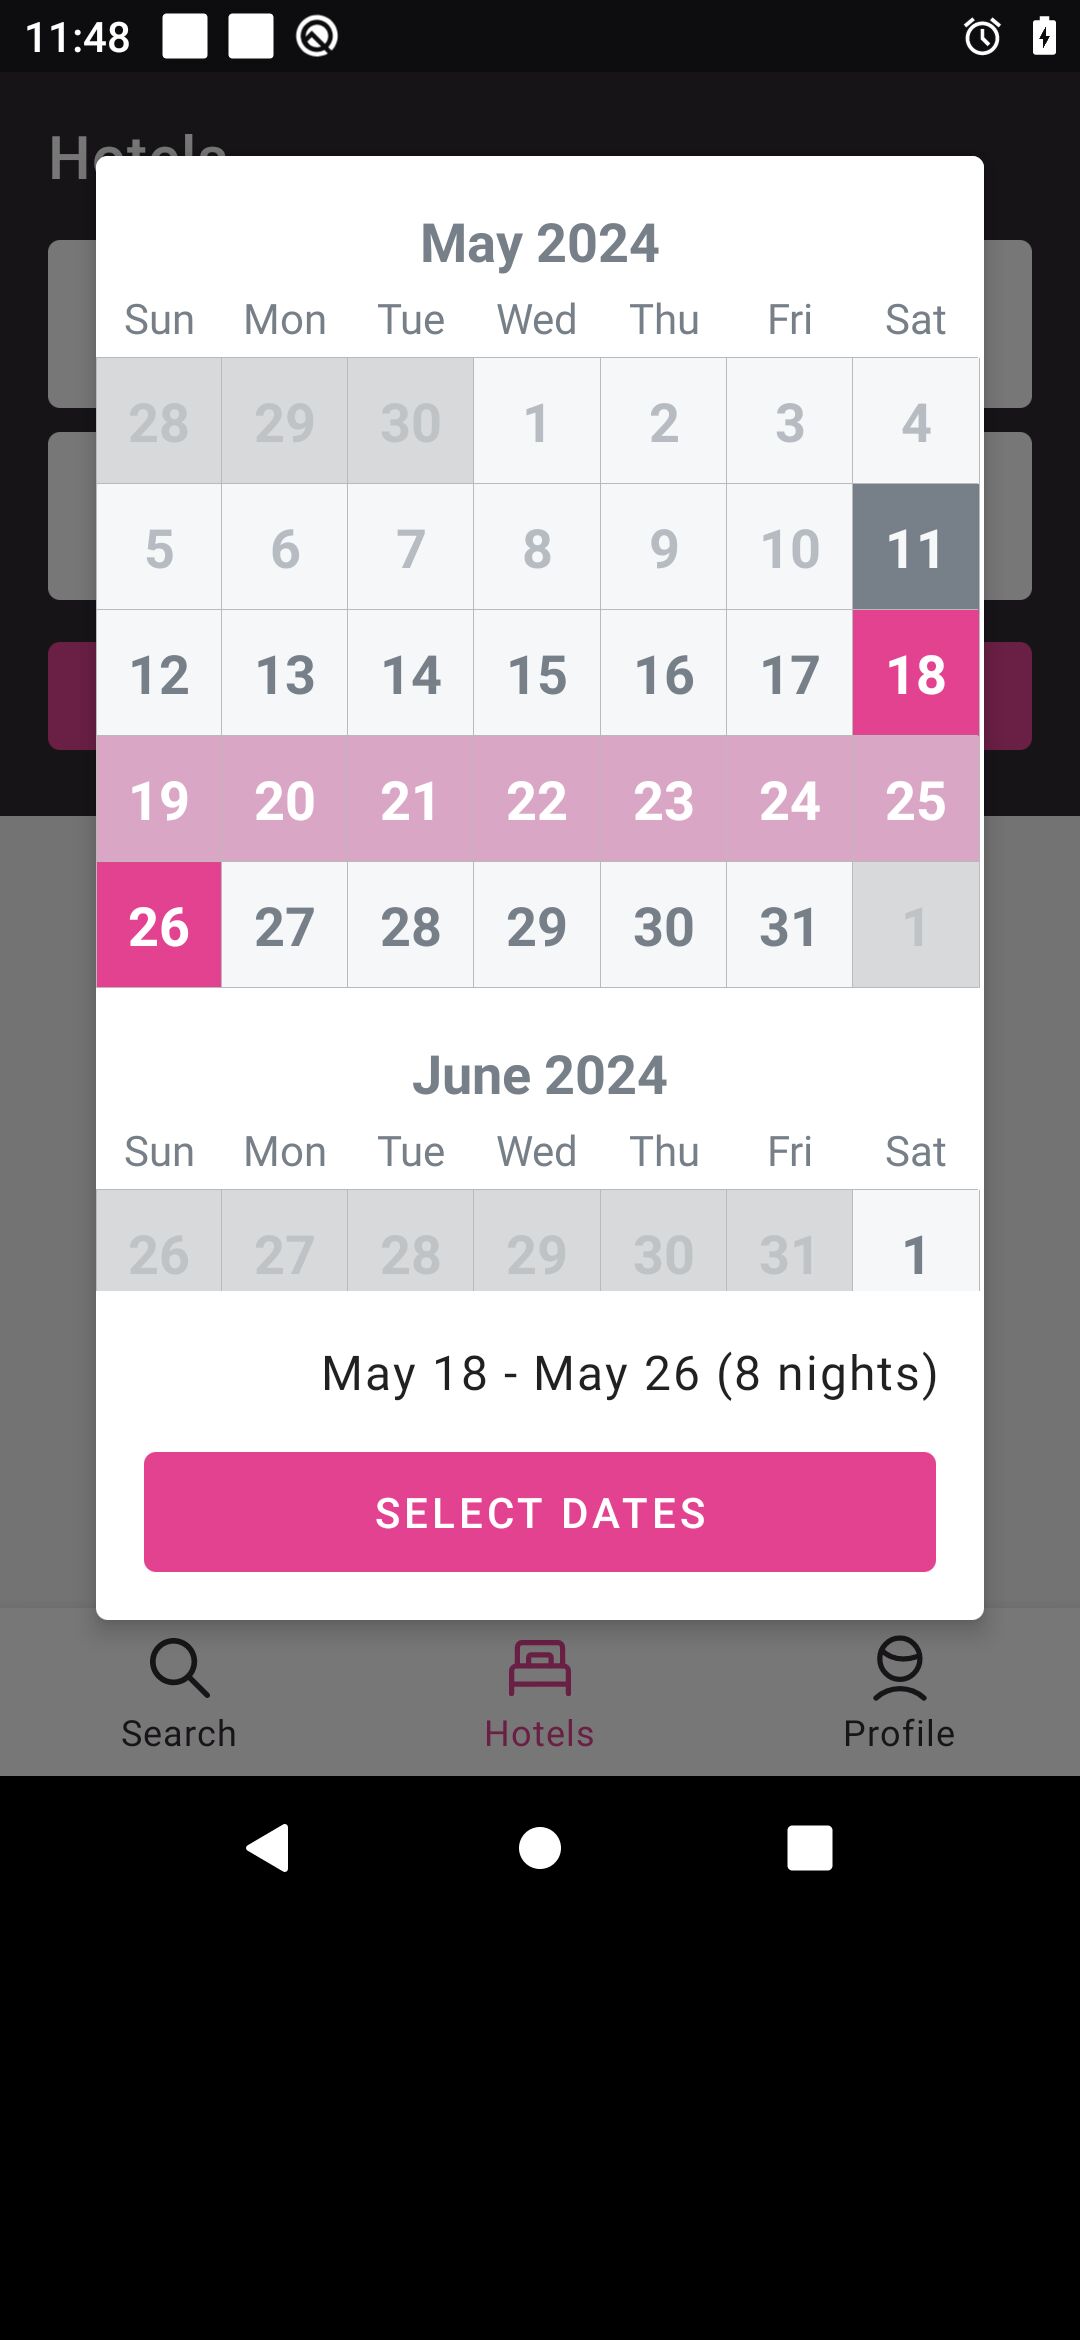 11:48
Hotels
May 2024
Sun Mon Tue Wed Thu Fri Sat
28 29 30 1 2 3 4
5 6 7 8 9 10 11
12 13 14 15 16 17 18
19 20 21 22 23 24 25
26 27 28 29 30 31 1
June 2024
Sun Mon Tue Wed Thu Fri Sat
26 27 28 29 30 31 1
May 18 - May 26 (8 nights)
SELECT DATES
Search Hotels Profile